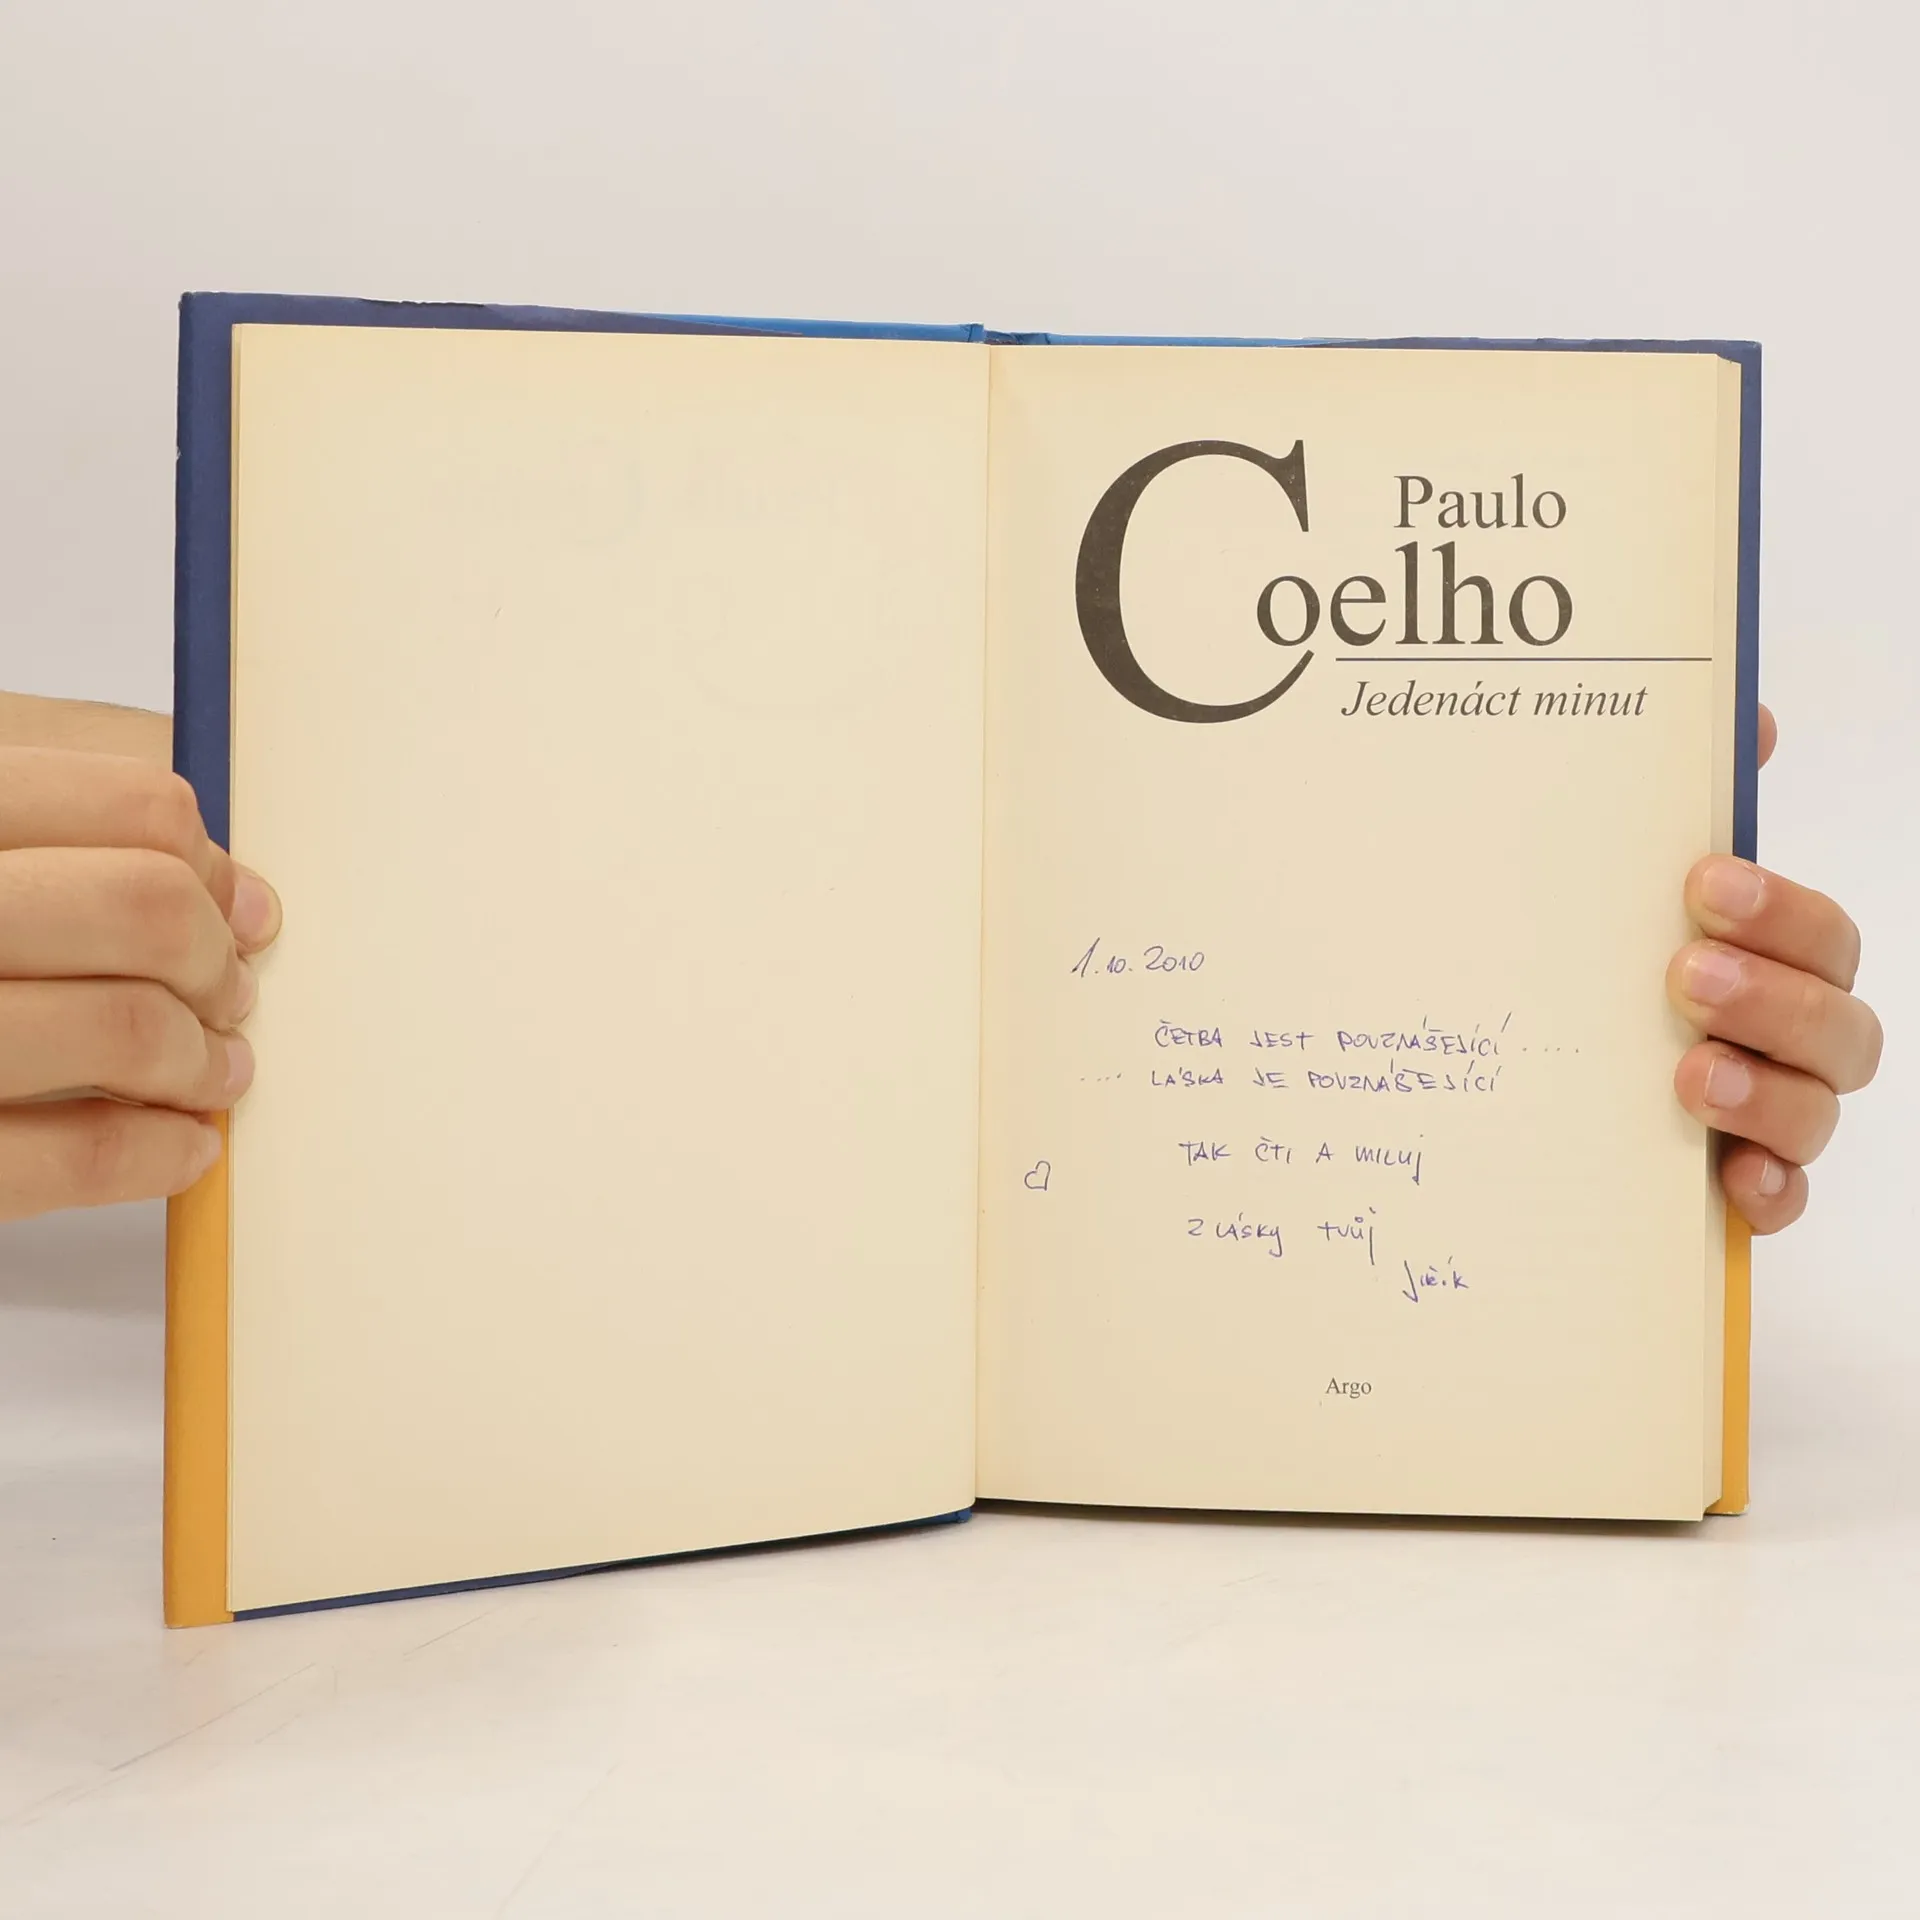 Paulo
Coelho
Jedenáct minut
1.10.2010
ČETBA JEST POVZNÁŠEJÍCÍ ....
.... LÁSKA JE POVZNÁŠEJÍCÍ
TAK ČTI A MILUJ
Z LÁSKY TVŮJ
Argo